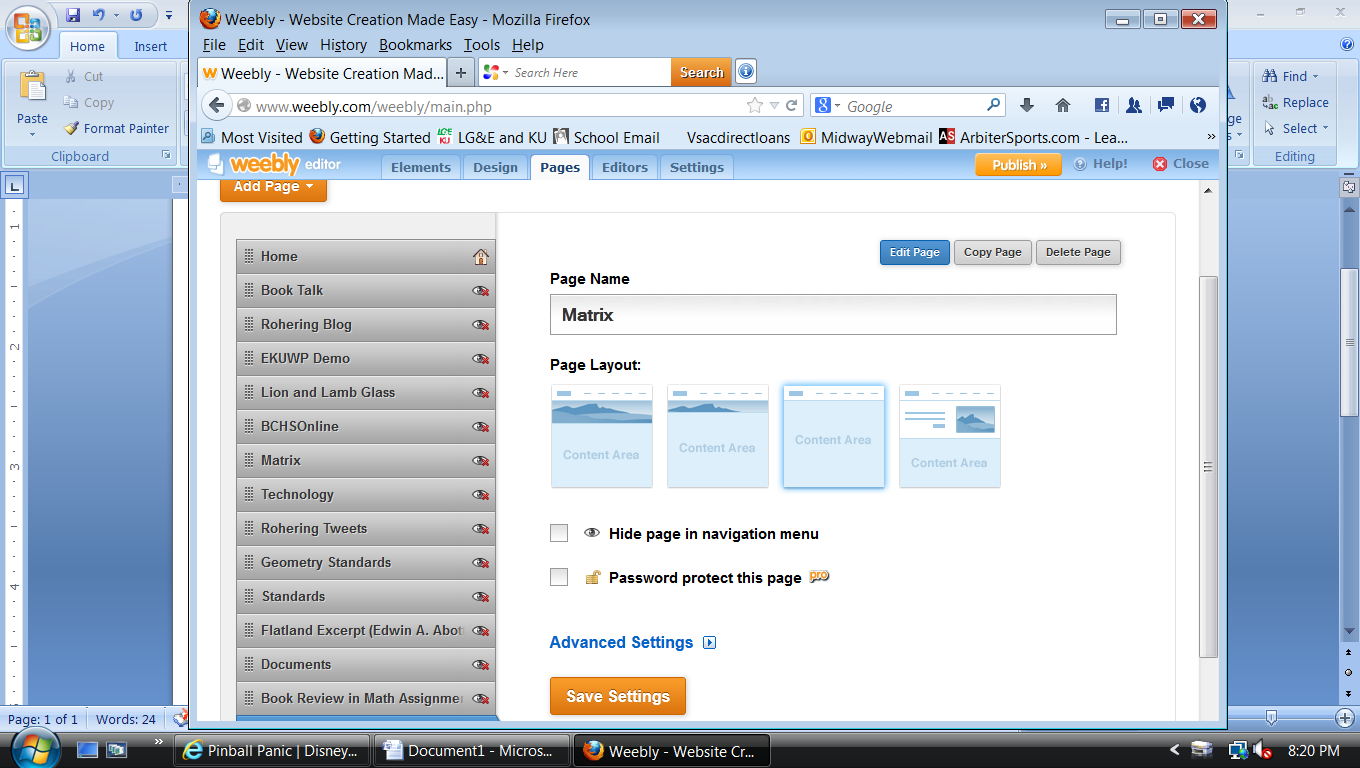 Weebly - Website Creation Made Easy - Mozilla Firefox
Home Insert
File Edit View History Bookmarks Tools Help
Weebly - Website Creation Mad... + Search Here Search
Cut
Copy
Paste
Format Painter
Clipboard
Find
Replace
Select
Editing
www.weebly.com/weebly/main.php Google
Most Visited Getting Started LG&E and KU School Email Vsacdirectloans MidwayWebmail ArbiterSports.com - Lea... »
weebly editor Elements Design Pages Editors Settings Publish » Help! Close
Add Page
Edit Page Copy Page Delete Page
Home
Book Talk
Rohering Blog
EKUWP Demo
Lion and Lamb Glass
BCHSOnline
Matrix
Technology
Rohering Tweets
Geometry Standards
Standards
Flatland Excerpt (Edwin A. Abot
Documents
Book Review in Math Assignmer
Page Name
Matrix
Page Layout:
Content Area Content Area Content Area Content Area
Hide page in navigation menu
Password protect this page pro
Advanced Settings
Save Settings
1
2
3
4
Page: 1 of 1 Words: 24
Pinball Panic | Disney... Document1 - Micros... Weebly - Website Cr... 8:20 PM